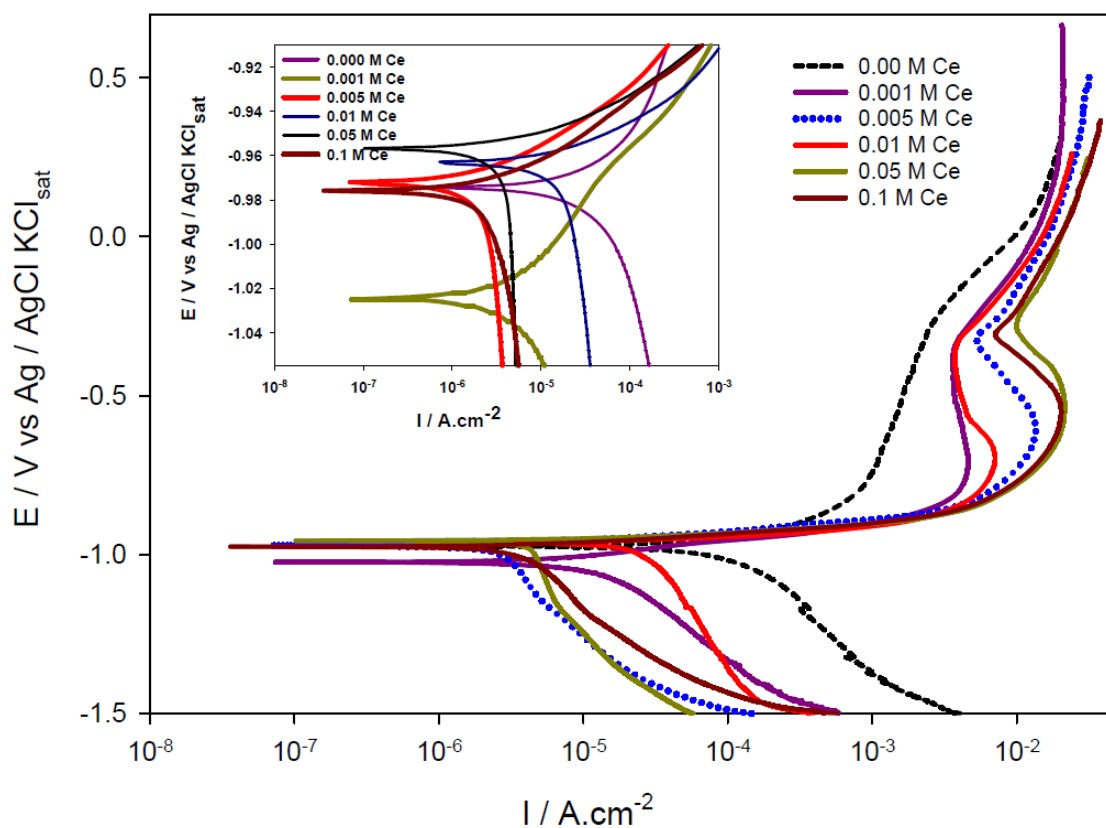 E / V vs Ag / AgCl KCl_sat
0.5
0.0
-0.5
-1.0
-1.5
10^-8
10^-7
10^-6
10^-5
10^-4
10^-3
10^-2
I / A.cm^-2
0.00 M Ce
0.001 M Ce
0.005 M Ce
0.01 M Ce
0.05 M Ce
0.1 M Ce
E / V vs Ag / AgCl KCl_sat
-0.92
-0.94
-0.96
-0.98
-1.00
-1.02
-1.04
0.000 M Ce
0.001 M Ce
0.005 M Ce
0.01 M Ce
0.05 M Ce
0.1 M Ce
10^-8
10^-7
10^-6
10^-5
10^-4
10^-3
I / A.cm^-2